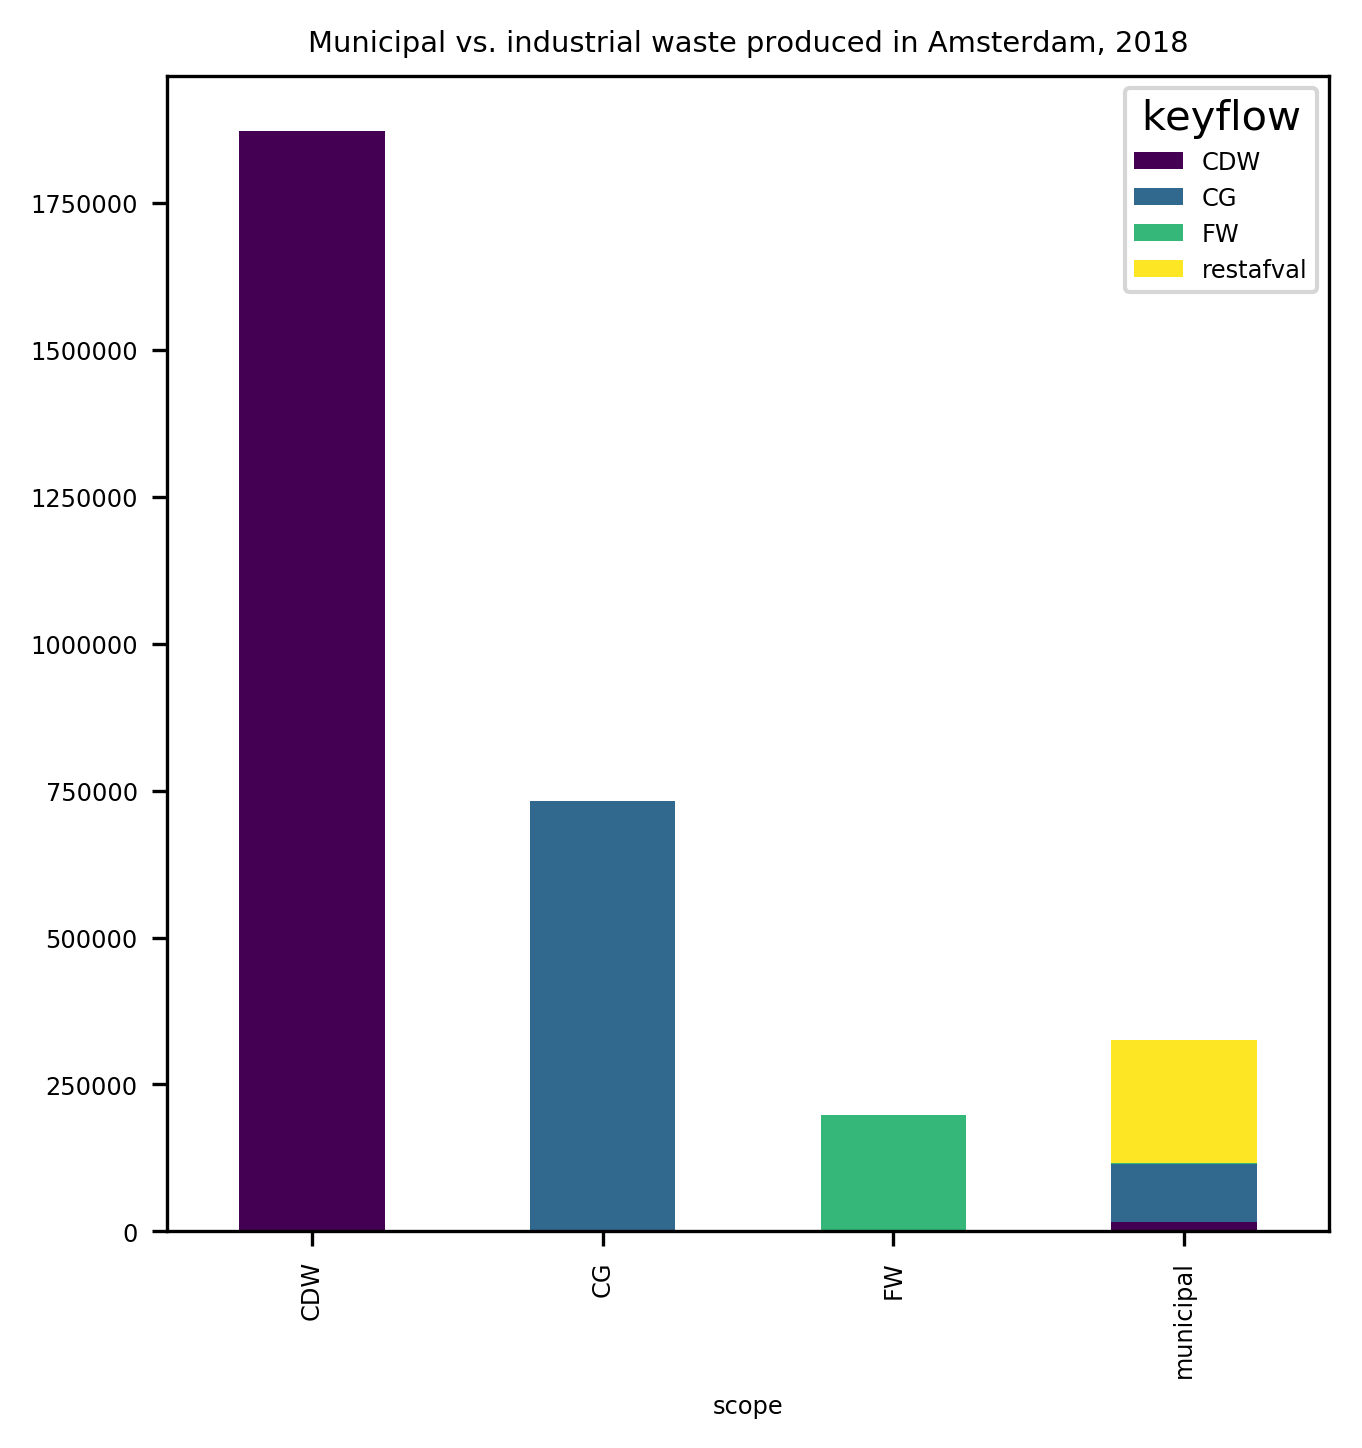 Municipal vs. industrial waste produced in Amsterdam, 2018
keyflow
CDW
CG
FW
restafval
1750000
1500000
1250000
1000000
750000
500000
250000
0
CDW
CG
FW
municipal
scope